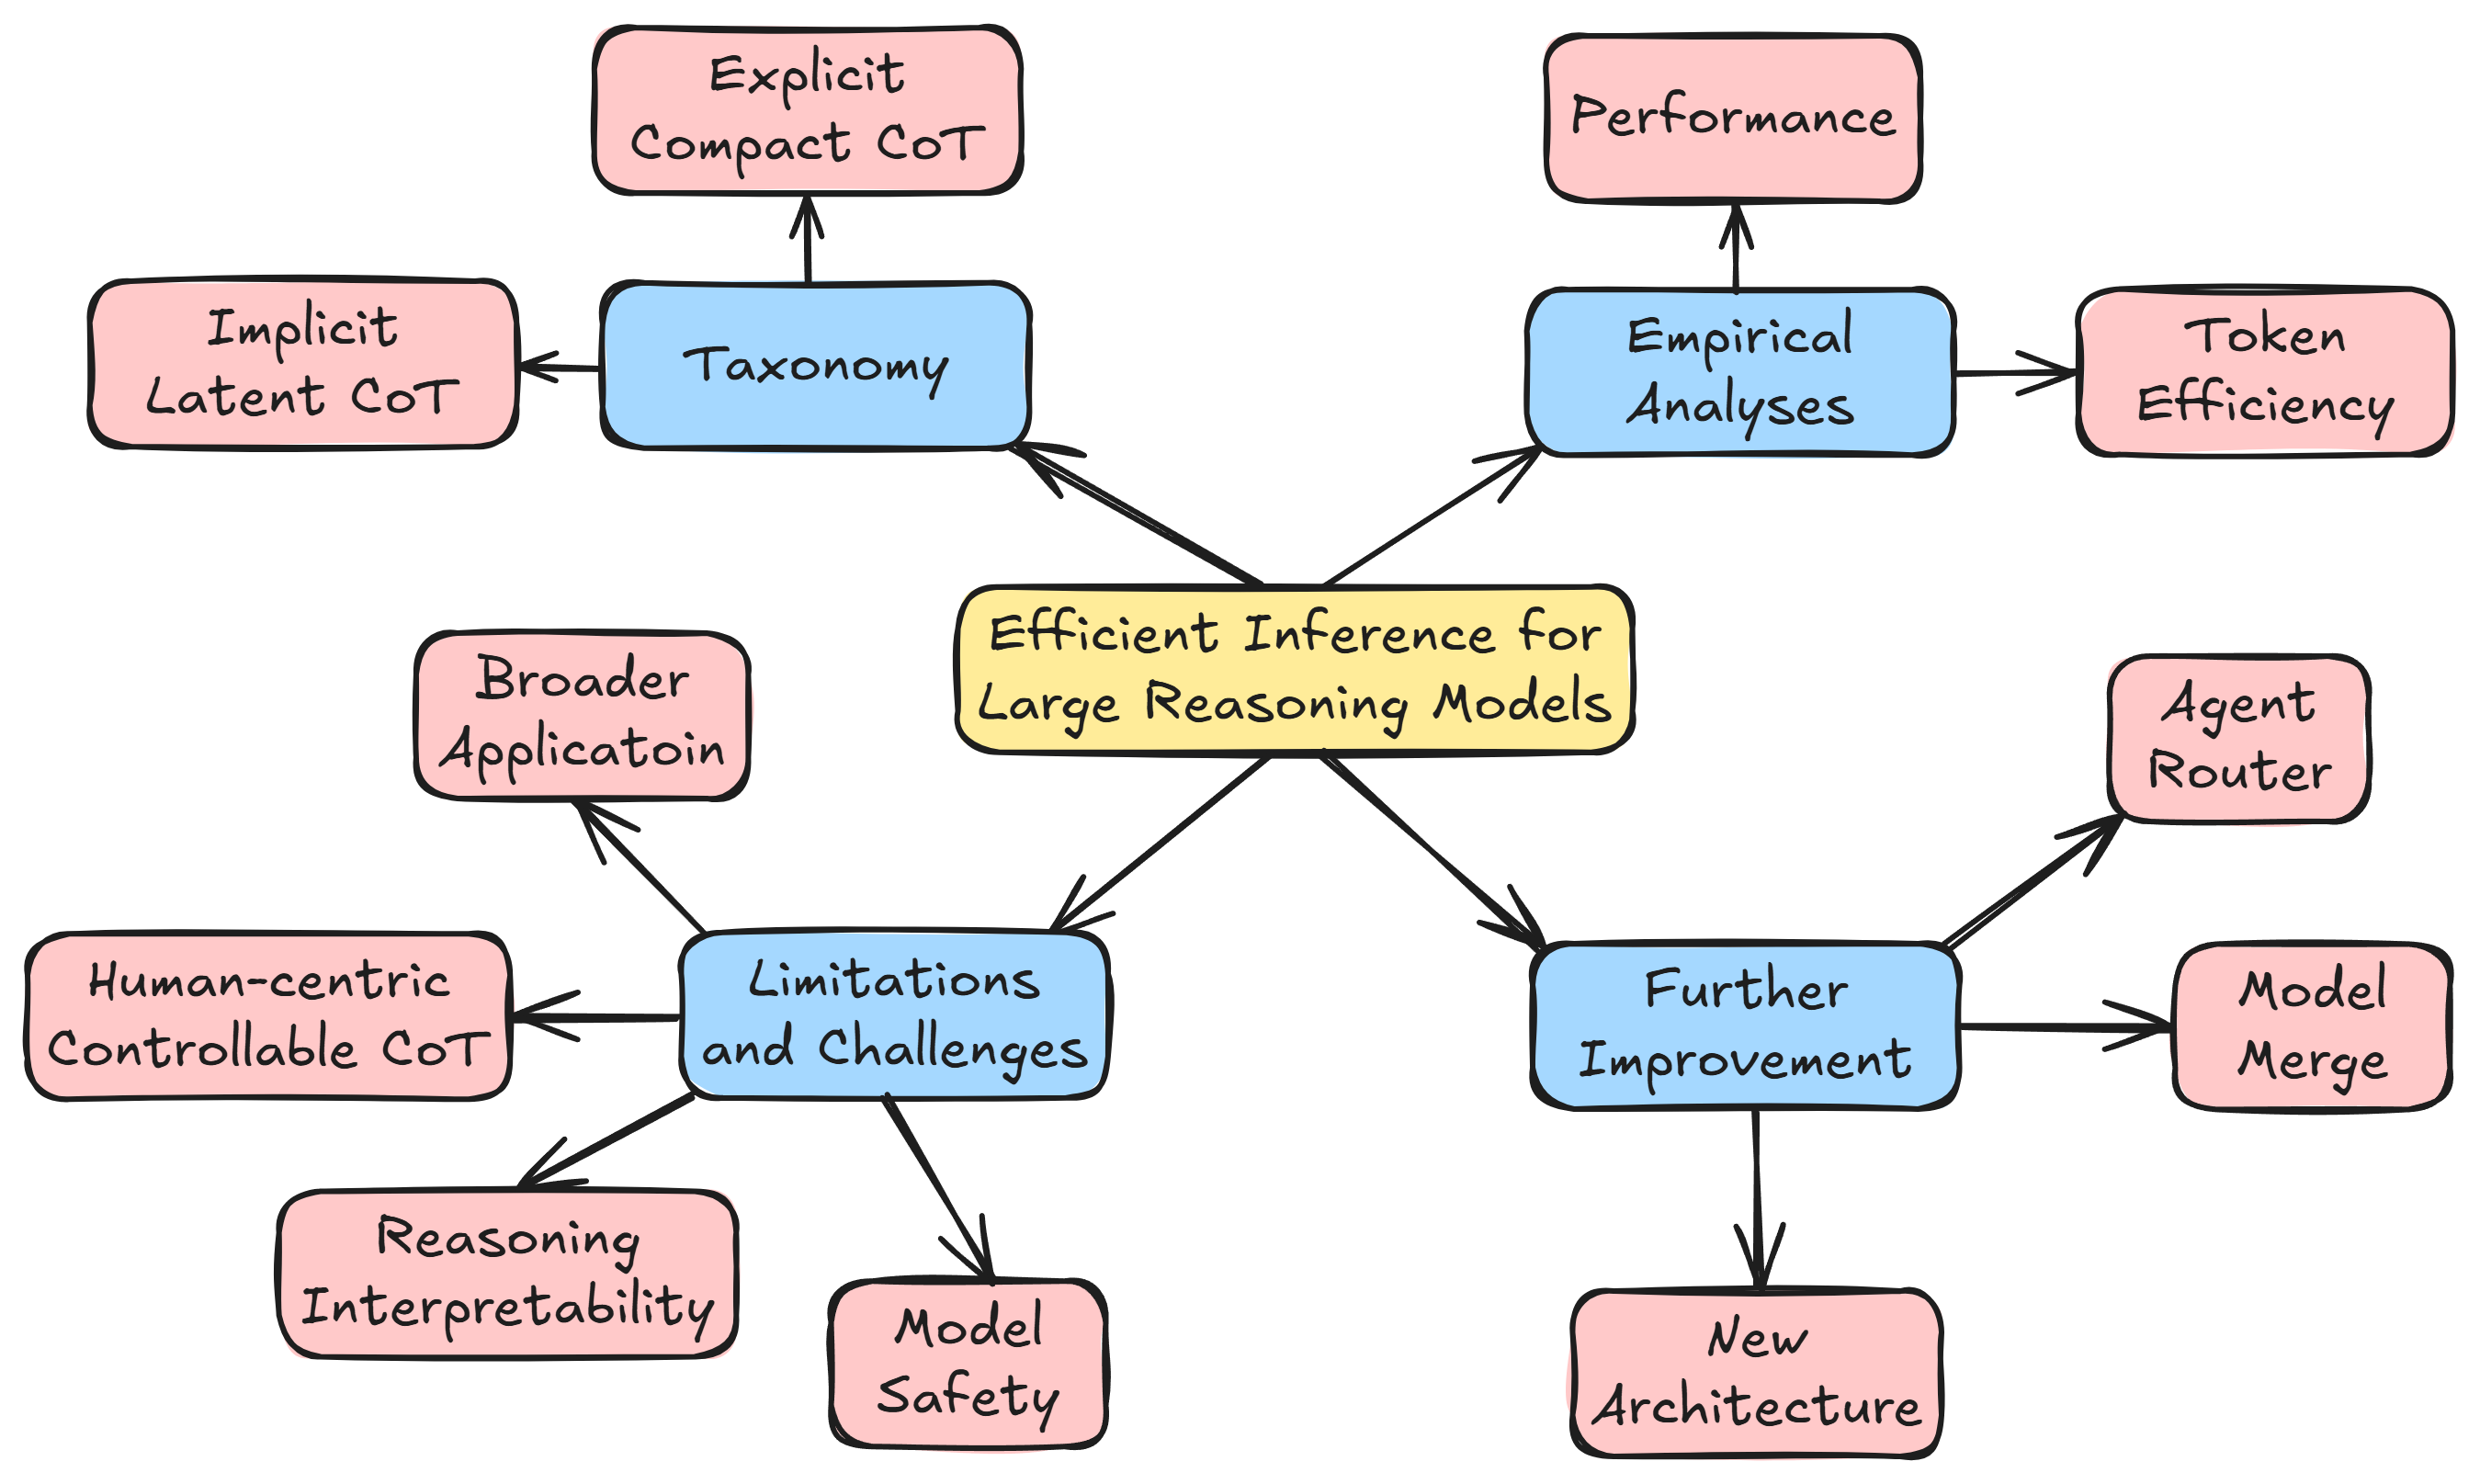 Explicit
Compact CoT
Performance
Implicit
Latent CoT
Taxonomy
Empirical
Analyses
Token
Efficiency
Efficient Inference for
Large Reasoning Models
Broader
Applicatoin
Agent
Router
Human-centric
Controllable CoT
Limitations
and Challenges
Further
Improvement
Model
Merge
Reasoning
Interpretability
Model
Safety
New
Architecture